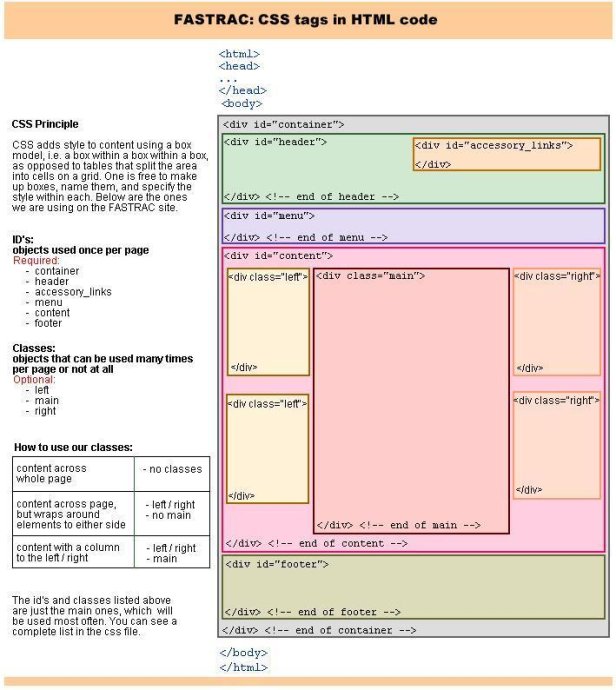 FASTRAC: CSS tags in HTML code
<html>
<head>
...
</head>
<body>
CSS Principle
CSS adds style to content using a box
model, i.e. a box within a box within a box,
as opposed to tables that split the area
into cells on a grid. One is free to make
up boxes, name them, and specify the
style within each. Below are the ones
we are using on the FASTRAC site.
ID's:
objects used once per page
Required:
- container
- header
- accessory_links
- menu
- content
- footer
Classes:
objects that can be used many times
per page or not at all
Optional:
- left
- main
- right
How to use our classes:
content across
whole page
- no classes
content across page,
but wraps around
elements to either side
- left / right
- no main
content with a column
to the left / right
- left / right
- main
The id's and classes listed above
are just the main ones, which will
be used most often. You can see a
complete list in the css file.
<div id="container">
<div id="header">
<div id="accessory_links">
</div>
</div> <!-- end of header -->
<div id="menu">
</div> <!-- end of menu -->
<div id="content">
<div class="left">
</div>
<div class="left">
</div>
<div class="main">
</div> <!-- end of main -->
<div class="right">
</div>
<div class="right">
</div>
</div> <!-- end of content -->
<div id="footer">
</div> <!-- end of footer -->
</div> <!-- end of container -->
</body>
</html>